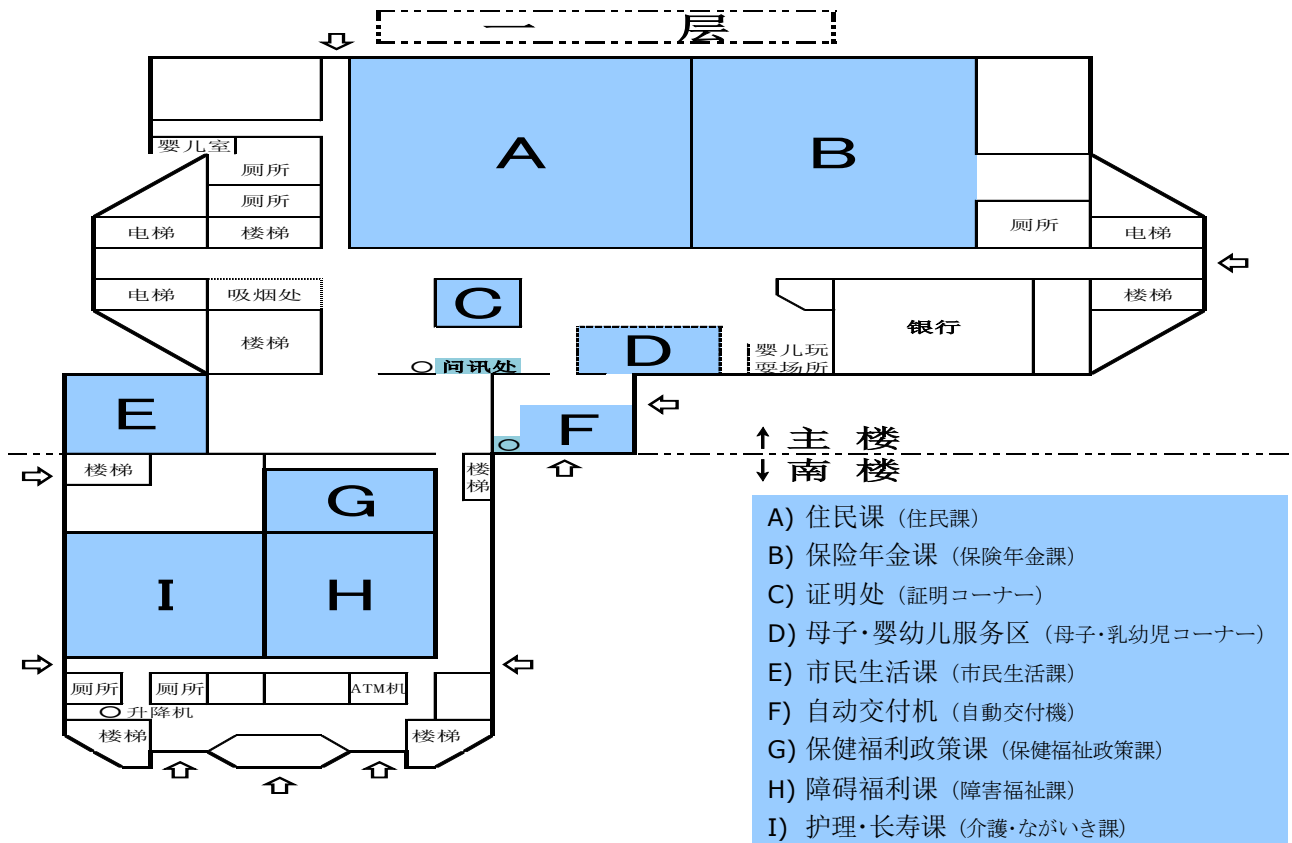 一 层
A
B
婴儿室
厕所
厕所
厕所
电梯
楼梯
电梯
电梯
吸烟处
C
楼梯
银行
楼梯
D
婴儿玩
耍场所
问讯处
E
F
↑ 主 楼
↓ 南 楼
楼梯
楼
梯
G
I
H
厕所
厕所
ATM机
升降机
楼梯
楼梯
A) 住民课 (住民課)
B) 保险年金课 (保険年金課)
C) 证明处 (証明コーナー)
D) 母子·婴幼儿服务区 (母子·乳幼児コーナー)
E) 市民生活课 (市民生活課)
F) 自动交付机 (自動交付機)
G) 保健福利政策课 (保健福祉政策課)
H) 障碍福利课 (障害福祉課)
I) 护理·长寿课 (介護·ながいき課)